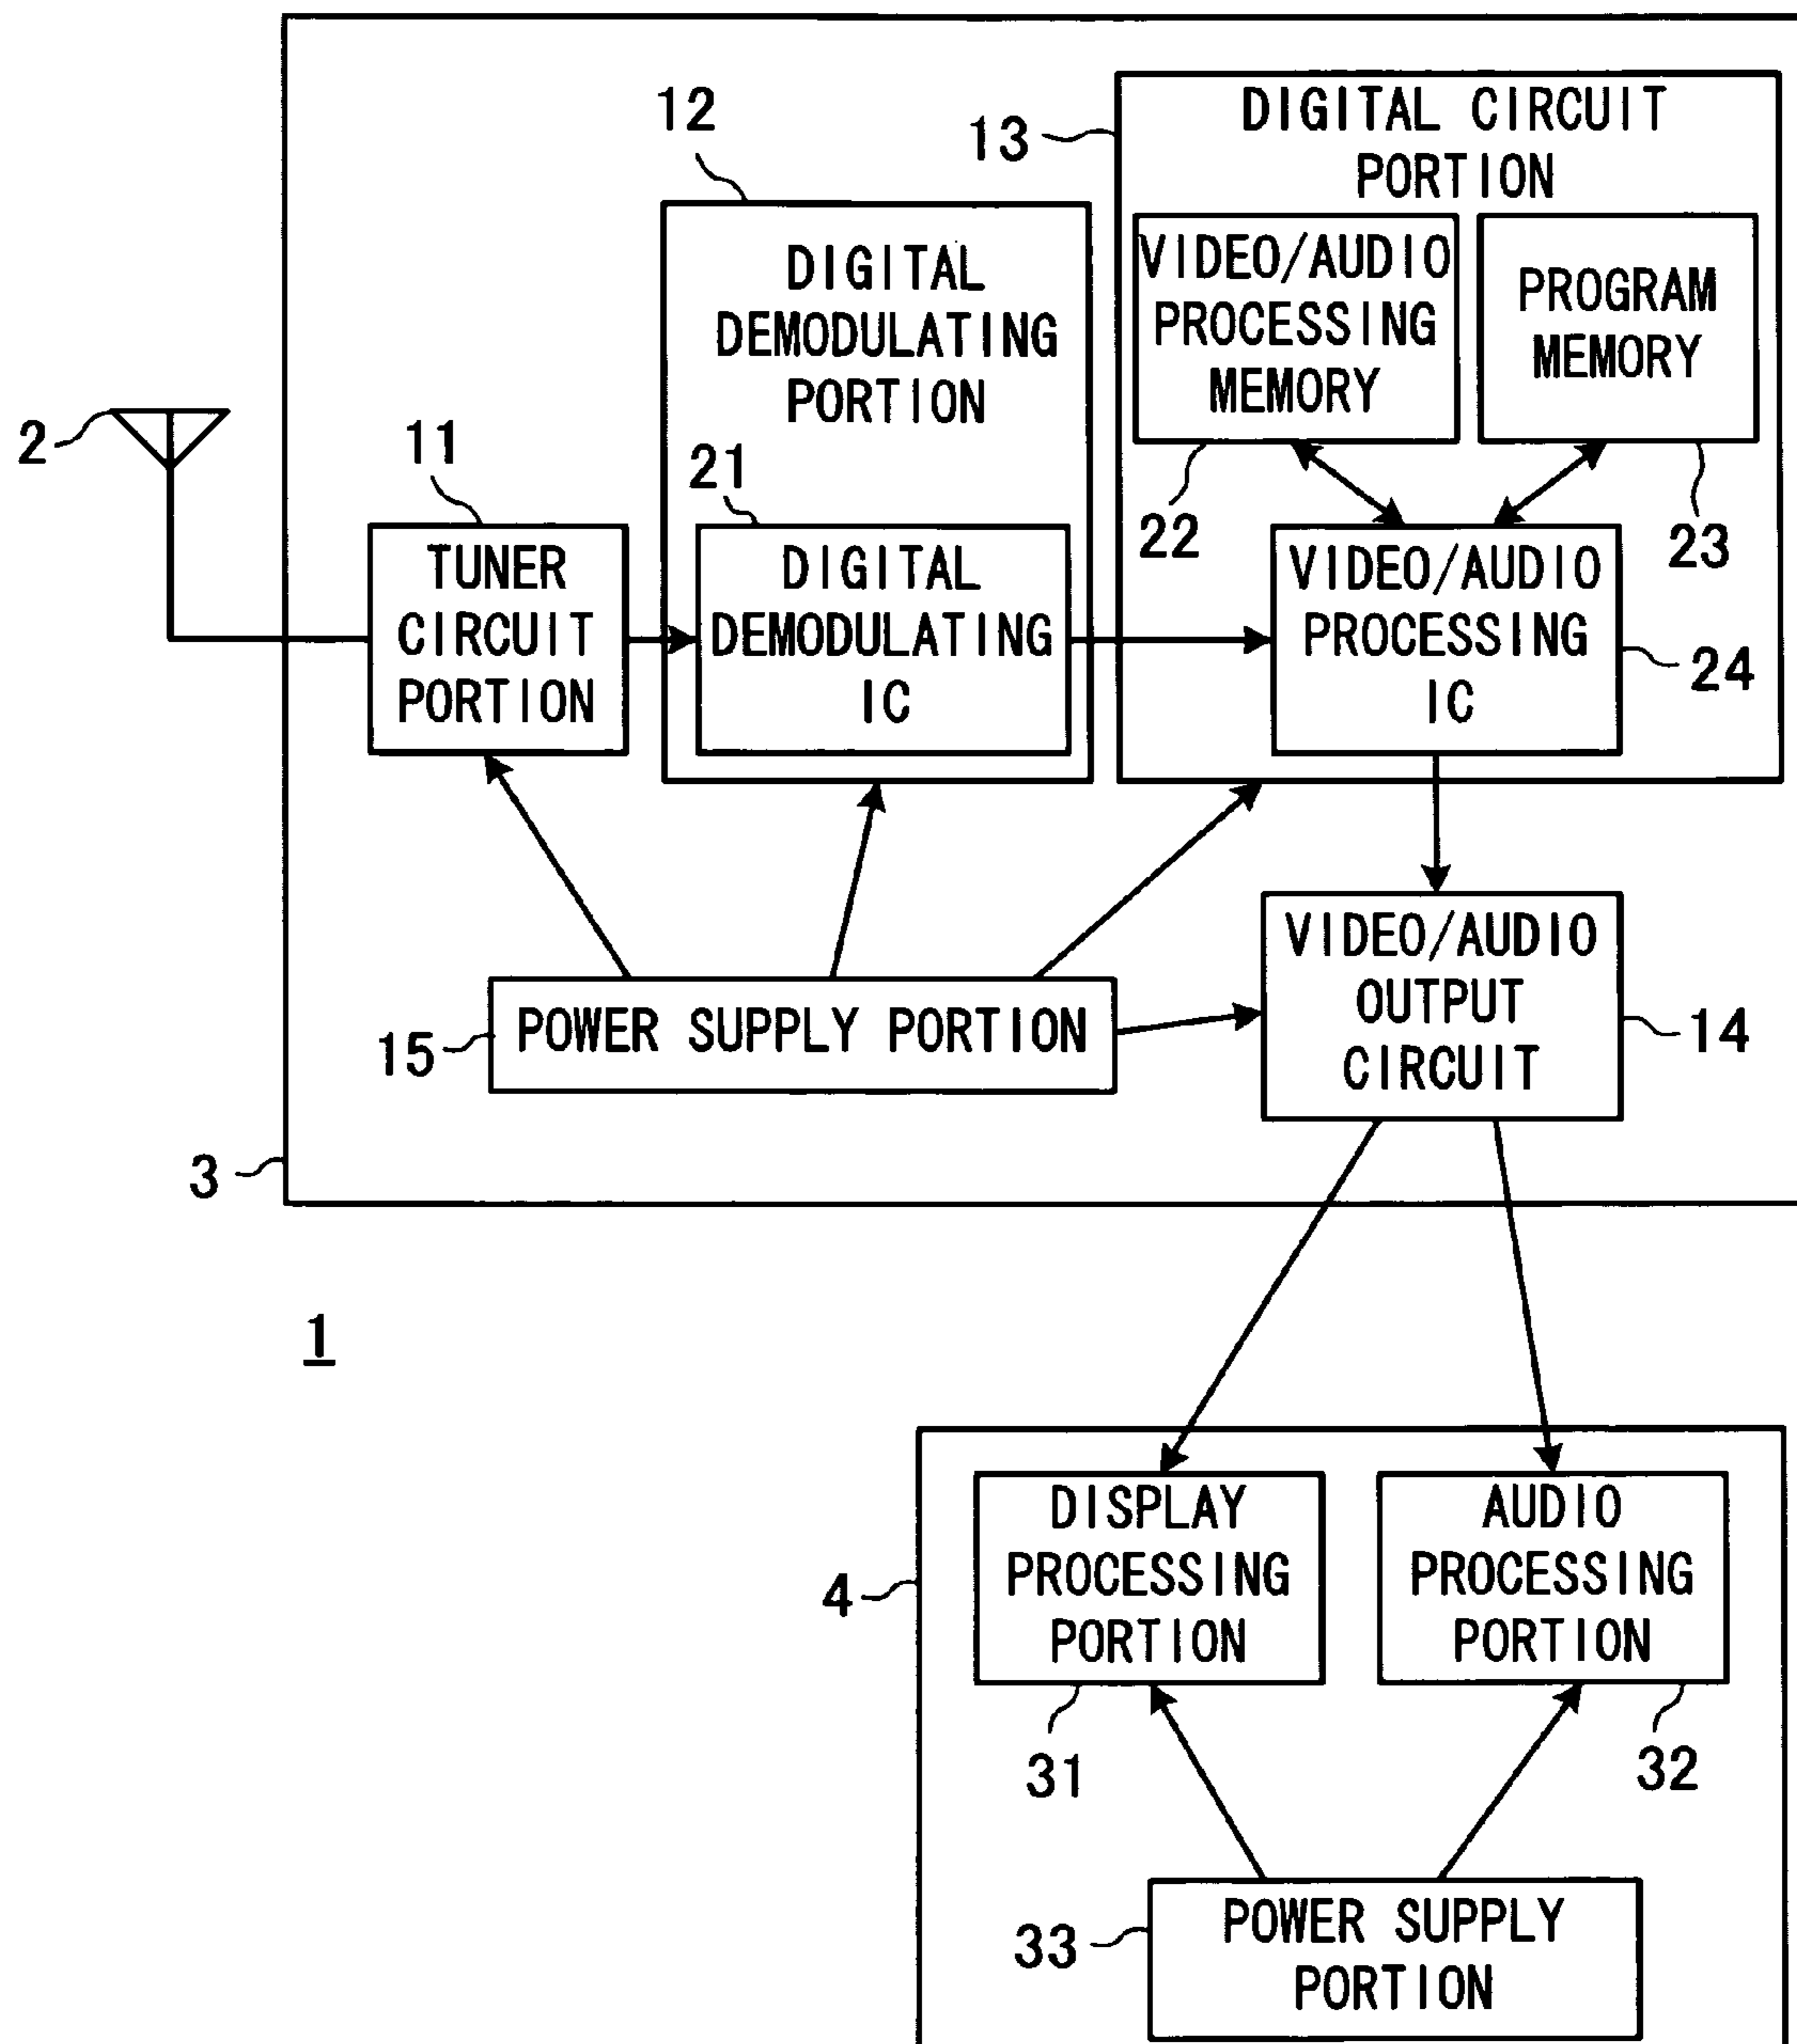 12
13
DIGITAL CIRCUIT
PORTION
DIGITAL
DEMODULATING
PORTION
VIDEO/AUDIO
PROCESSING
MEMORY
PROGRAM
MEMORY
2
11
21
22
23
TUNER
CIRCUIT
PORTION
DIGITAL
DEMODULATING
IC
VIDEO/AUDIO
PROCESSING
IC
24
15
POWER SUPPLY PORTION
VIDEO/AUDIO
OUTPUT
CIRCUIT
14
3
1
4
DISPLAY
PROCESSING
PORTION
AUDIO
PROCESSING
PORTION
31
32
33
POWER SUPPLY
PORTION